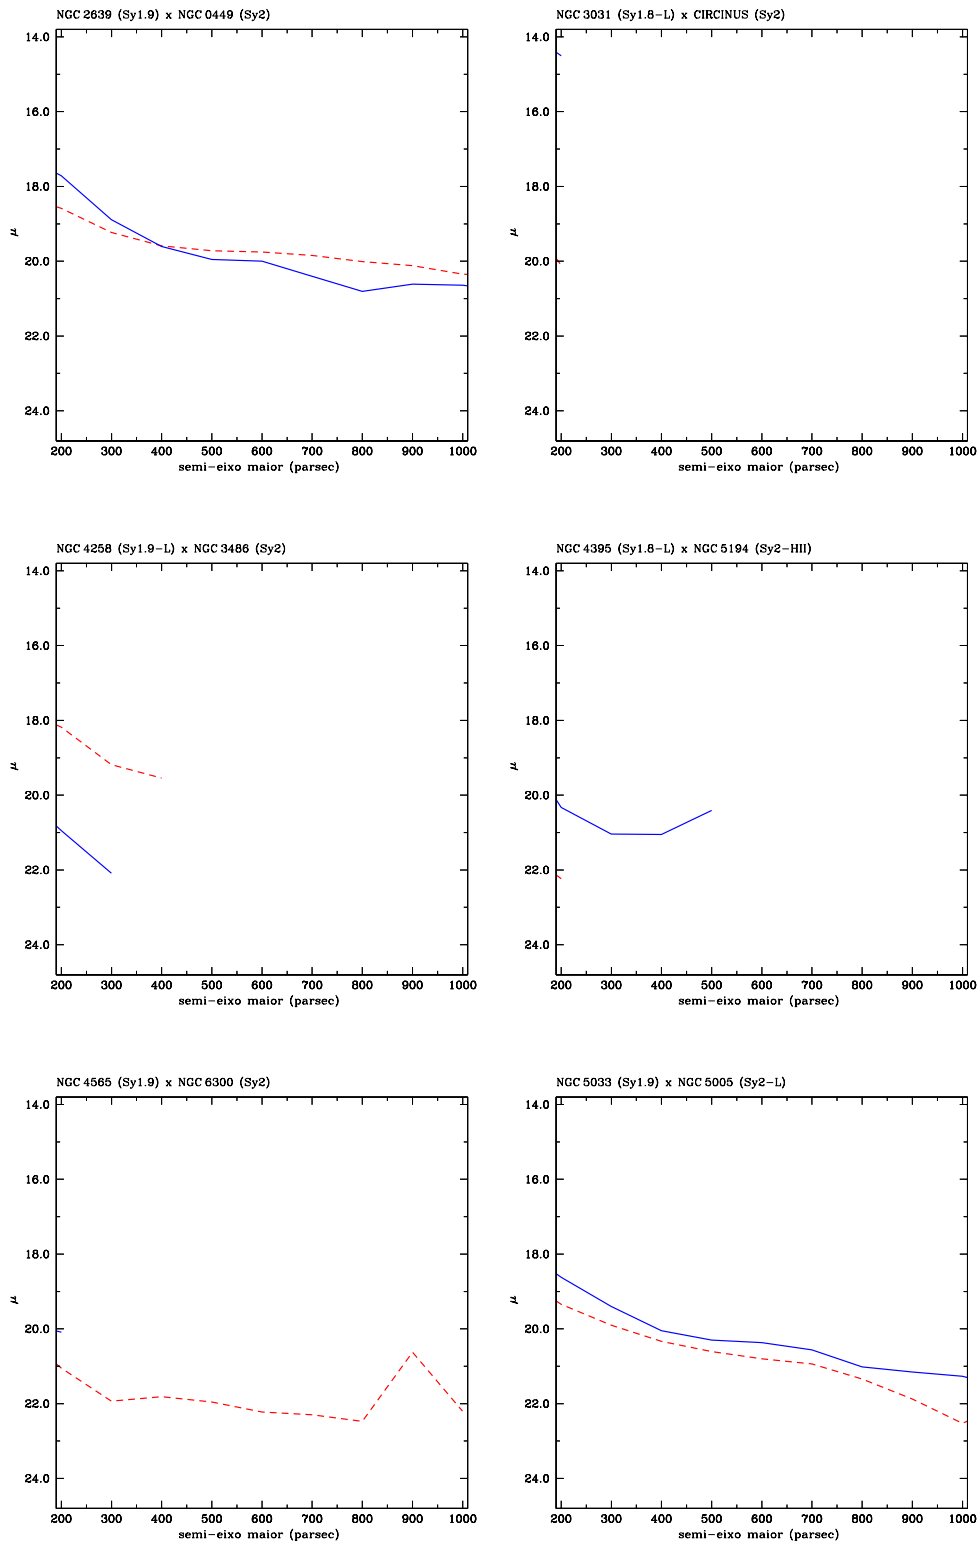 NGC 2639 (Sy1.9) x NGC 0449 (Sy2)
14.0
16.0
18.0
20.0
22.0
24.0
μ
200 300 400 500 600 700 800 900 1000
semi-eixo maior (parsec)
NGC 3031 (Sy1.8-L) x CIRCINUS (Sy2)
14.0
16.0
18.0
20.0
22.0
24.0
μ
200 300 400 500 600 700 800 900 1000
semi-eixo maior (parsec)
NGC 4258 (Sy1.9-L) x NGC 3486 (Sy2)
14.0
16.0
18.0
20.0
22.0
24.0
μ
200 300 400 500 600 700 800 900 1000
semi-eixo maior (parsec)
NGC 4395 (Sy1.8-L) x NGC 5194 (Sy2-HII)
14.0
16.0
18.0
20.0
22.0
24.0
μ
200 300 400 500 600 700 800 900 1000
semi-eixo maior (parsec)
NGC 4565 (Sy1.9) x NGC 6300 (Sy2)
14.0
16.0
18.0
20.0
22.0
24.0
μ
200 300 400 500 600 700 800 900 1000
semi-eixo maior (parsec)
NGC 5033 (Sy1.9) x NGC 5005 (Sy2-L)
14.0
16.0
18.0
20.0
22.0
24.0
μ
200 300 400 500 600 700 800 900 1000
semi-eixo maior (parsec)